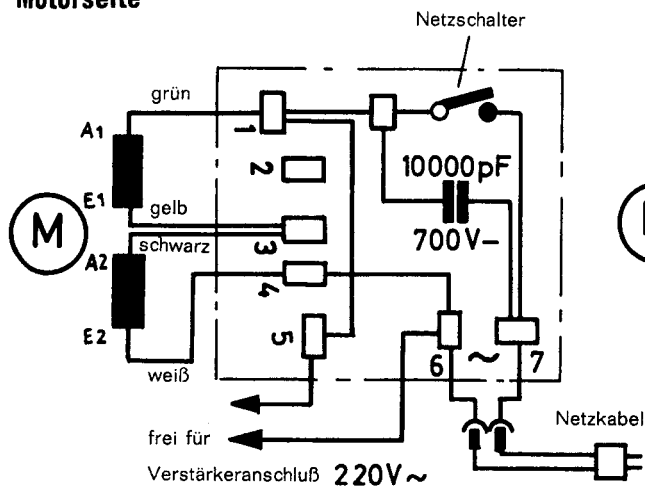 Motorseite
Netzschalter
grün
A1
1
10000pF
2
E1
gelb
M
700V-
schwarz
3
A2
4
5
E2
6
~
7
weiß
Netzkabel
frei für
Verstärkeranschluß 220V~